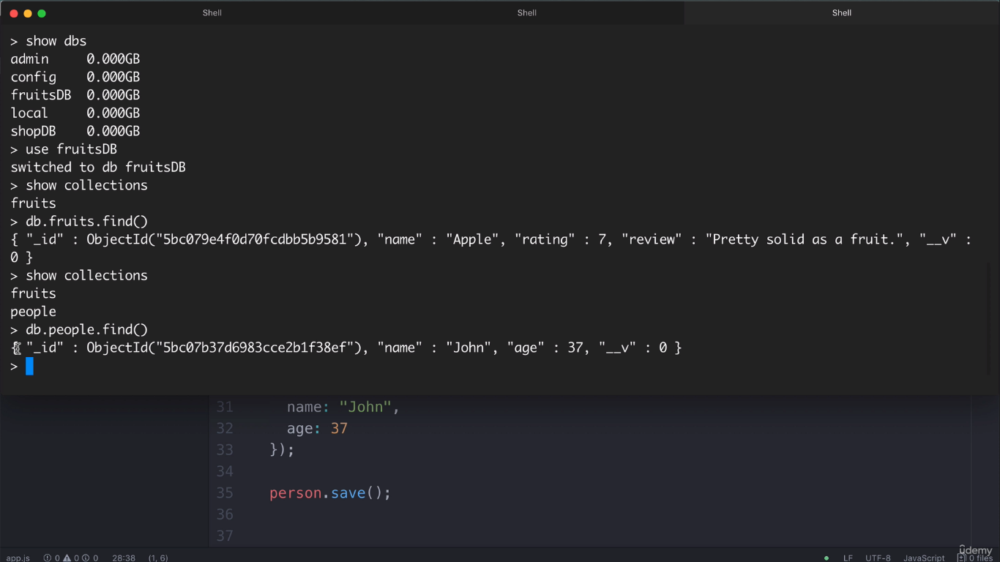 Shell Shell Shell
> show dbs
admin 0.000GB
config 0.000GB
fruitsDB 0.000GB
local 0.000GB
shopDB 0.000GB
> use fruitsDB
switched to db fruitsDB
> show collections
fruits
> db.fruits.find()
{ "_id" : ObjectId("5bc079e4f0d70fcdbb5b9581"), "name" : "Apple", "rating" : 7, "review" : "Pretty solid as a fruit.", "__v" :
0 }
> show collections
fruits
people
> db.people.find()
{ "_id" : ObjectId("5bc07b37d6983cce2b1f38ef"), "name" : "John", "age" : 37, "__v" : 0 }
>
31 name: "John",
32 age: 37
33 });
34
35 person.save();
36
37
app.js 0 0 0 28:38 (1, 6) LF UTF-8 JavaScript 0 files
ûdemy